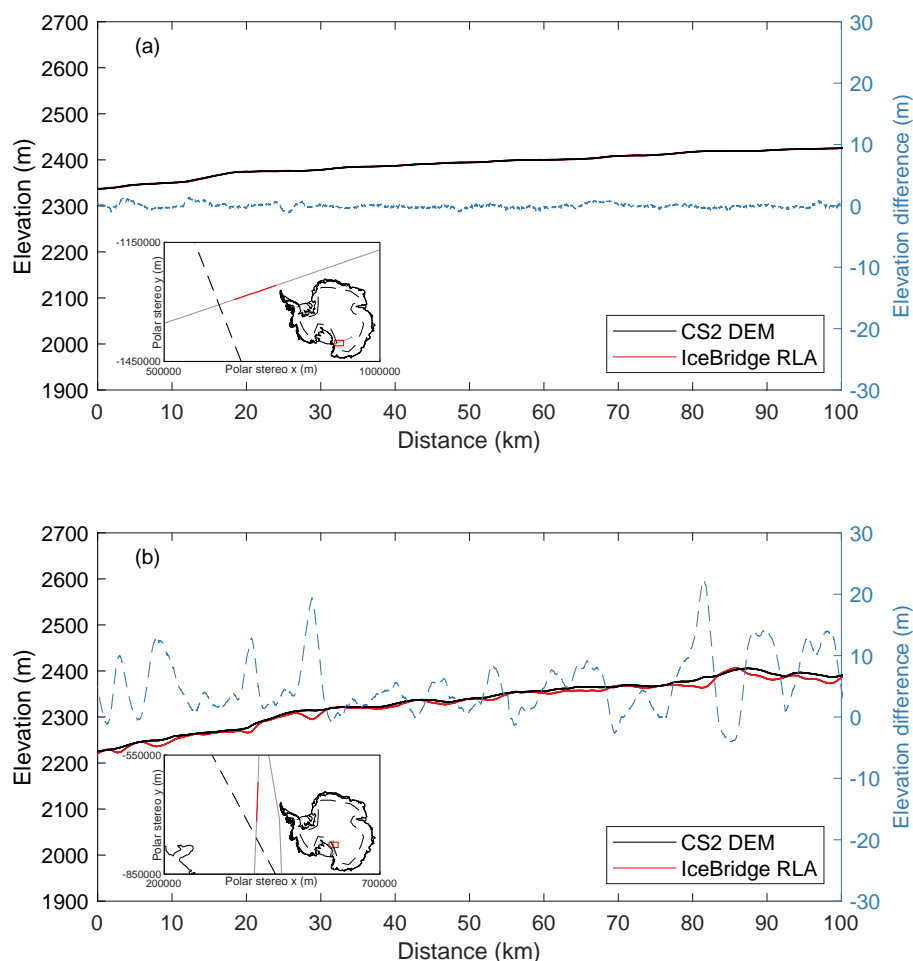 (a)
2700
2600
2500
2400
2300
2200
2100
2000
1900
Elevation (m)
30
20
10
0
-10
-20
-30
Elevation difference (m)
-1150000
-1450000
Polar stereo y (m)
500000
Polar stereo x (m)
1000000
CS2 DEM
IceBridge RLA
0 10 20 30 40 50 60 70 80 90 100
Distance (km)
(b)
2700
2600
2500
2400
2300
2200
2100
2000
1900
Elevation (m)
30
20
10
0
-10
-20
-30
Elevation difference (m)
-550000
-850000
Polar stereo y (m)
200000
Polar stereo x (m)
700000
CS2 DEM
IceBridge RLA
0 10 20 30 40 50 60 70 80 90 100
Distance (km)